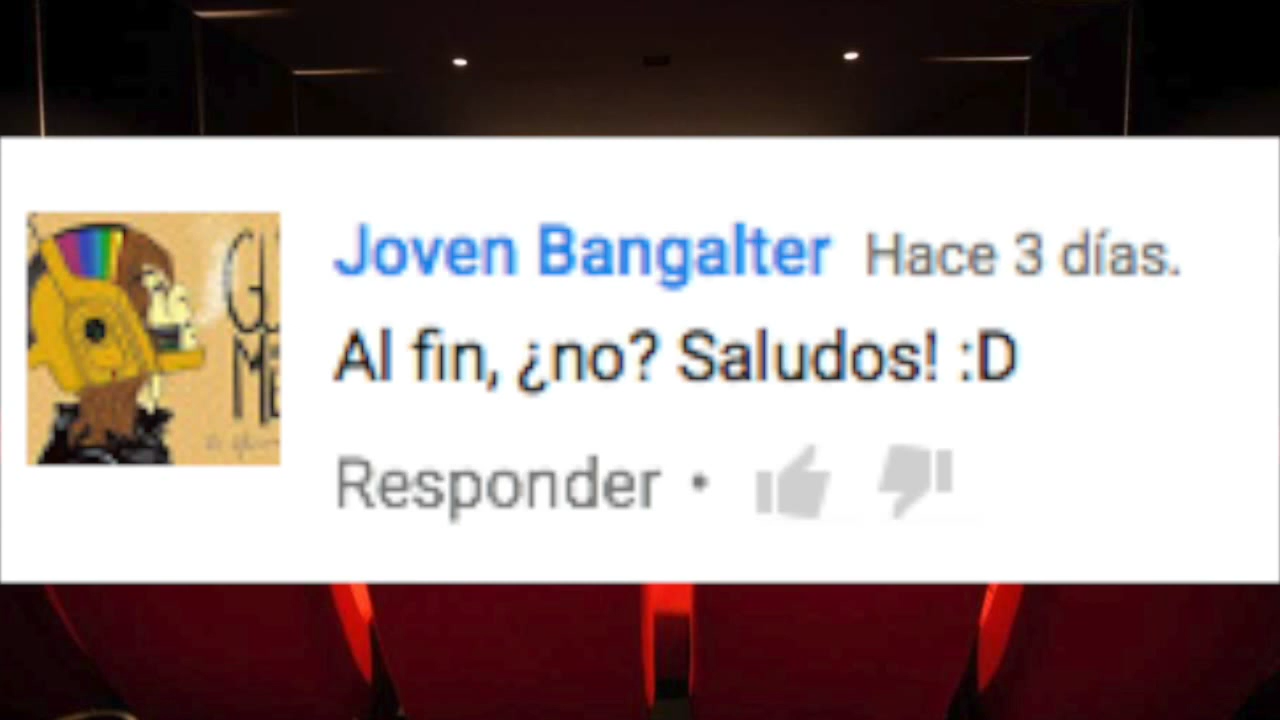 Joven Bangalter Hace 3 días.
Al fin, ¿no? Saludos! :D
Responder •